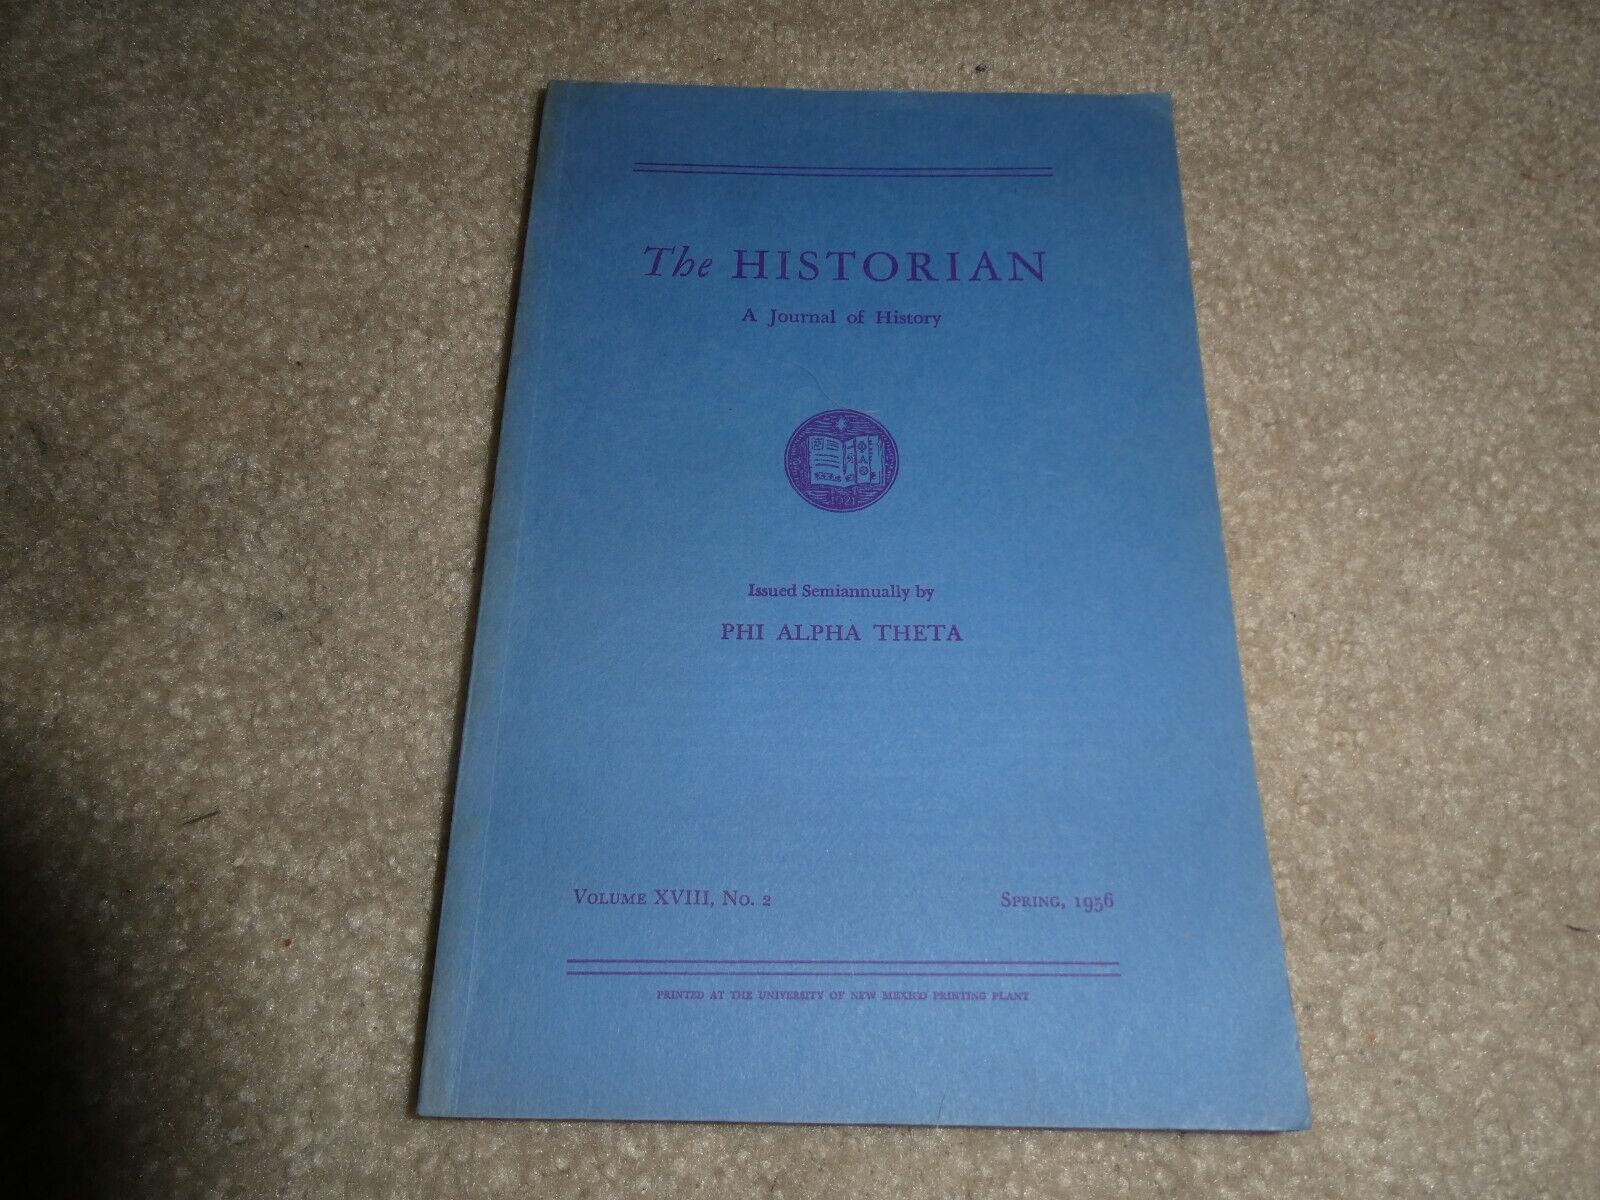 The HISTORIAN
A Journal of History
Φ
Α
Θ
1921
Issued Semiannually by
PHI ALPHA THETA
VOLUME XVIII, No. 2
SPRING, 1956
PRINTED AT THE UNIVERSITY OF NEW MEXICO PRINTING PLANT